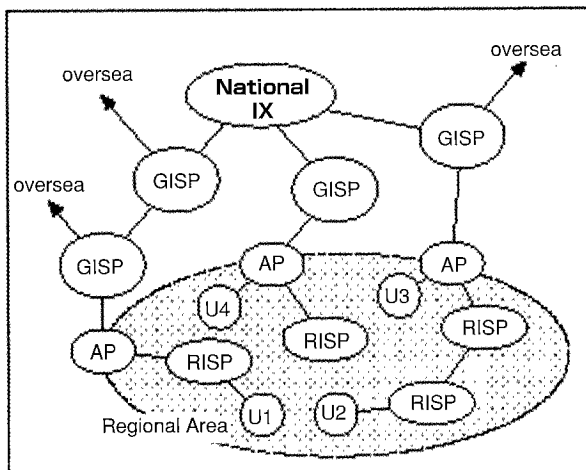 oversea
oversea
National
IX
GISP
GISP
GISP
oversea
GISP
AP
AP
U4
U3
RISP
RISP
AP
RISP
RISP
U1
U2
Regional Area